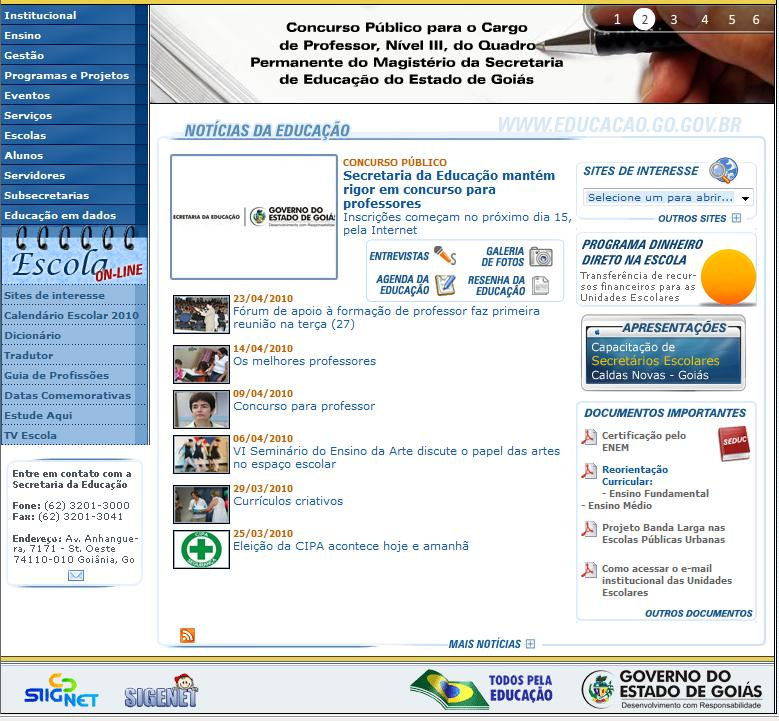 Institucional
Ensino
Gestão
Programas e Projetos
Eventos
Serviços
Escolas
Alunos
Servidores
Subsecretarias
Educação em dados
Escola
ON-LINE
Sites de interesse
Calendário Escolar 2010
Dicionário
Tradutor
Guia de Profissões
Datas Comemorativas
Estude Aqui
TV Escola
Entre em contato com a
Secretaria da Educação
Fone: (62) 3201-3000
Fax: (62) 3201-3041
Endereço: Av. Anhangue-
ra, 7171 - St. Oeste
74110-010 Goiânia, Go
Concurso Público para o Cargo
de Professor, Nível III, do Quadro
Permanente do Magistério da Secretaria
de Educação do Estado de Goiás
1 2 3 4 5 6
NOTÍCIAS DA EDUCAÇÃO
WWW.EDUCACAO.GO.GOV.BR
ECRETARIA DA EDUCAÇÃO
GOVERNO DO
ESTADO DE GOIÁS
Desenvolvimento com Responsabilidade
CONCURSO PÚBLICO
Secretaria da Educação mantém
rigor em concurso para
professores
Inscrições começam no próximo dia 15,
pela Internet
ENTREVISTAS
GALERIA
DE FOTOS
AGENDA DA
EDUCAÇÃO
RESENHA DA
EDUCAÇÃO
23/04/2010
Fórum de apoio à formação de professor faz primeira
reunião na terça (27)
14/04/2010
Os melhores professores
09/04/2010
Concurso para professor
06/04/2010
VI Seminário do Ensino da Arte discute o papel das artes
no espaço escolar
29/03/2010
Currículos criativos
25/03/2010
Eleição da CIPA acontece hoje e amanhã
CIPA
SEGURANÇA
MAIS NOTÍCIAS
SITES DE INTERESSE
Selecione um para abrir...
OUTROS SITES
PROGRAMA DINHEIRO
DIRETO NA ESCOLA
Transferência de recur-
sos financeiros para as
Unidades Escolares
APRESENTAÇÕES
Capacitação de
Secretários Escolares
Caldas Novas - Goiás
DOCUMENTOS IMPORTANTES
Certificação pelo
ENEM
SEDUC
Reorientação
Curricular:
- Ensino Fundamental
- Ensino Médio
Projeto Banda Larga nas
Escolas Públicas Urbanas
Como acessar o e-mail
institucional das Unidades
Escolares
OUTROS DOCUMENTOS
SIIGNET
SIGENET
TODOS PELA
EDUCAÇÃO
GOVERNO DO
ESTADO DE GOIÁS
Desenvolvimento com Responsabilidade